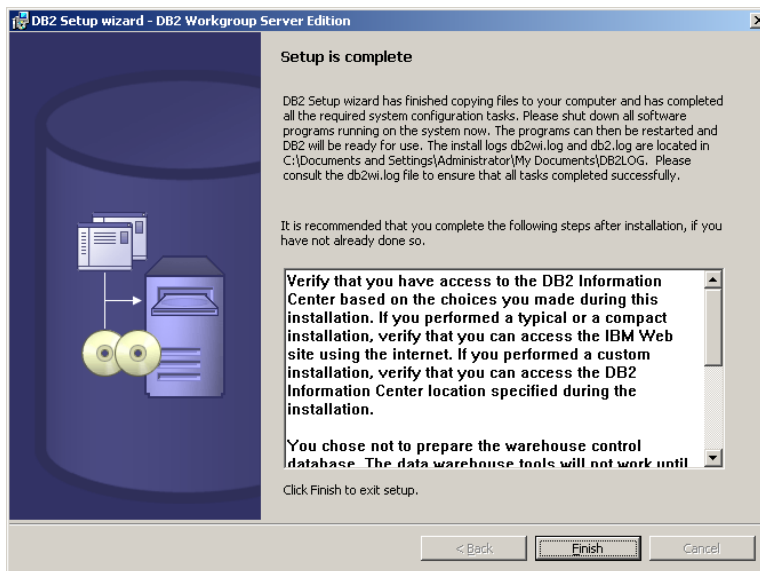 DB2 Setup wizard - DB2 Workgroup Server Edition
Setup is complete
DB2 Setup wizard has finished copying files to your computer and has completed
all the required system configuration tasks. Please shut down all software
programs running on the system now. The programs can then be restarted and
DB2 will be ready for use. The install logs db2wi.log and db2.log are located in
C:\Documents and Settings\Administrator\My Documents\DB2LOG. Please
consult the db2wi.log file to ensure that all tasks completed successfully.
It is recommended that you complete the following steps after installation, if you
have not already done so.
Verify that you have access to the DB2 Information
Center based on the choices you made during this
installation. If you performed a typical or a compact
installation, verify that you can access the IBM Web
site using the internet. If you performed a custom
installation, verify that you can access the DB2
Information Center location specified during the
installation.
You chose not to prepare the warehouse control
database. The data warehouse tools will not work until
Click Finish to exit setup.
< Back
Finish
Cancel